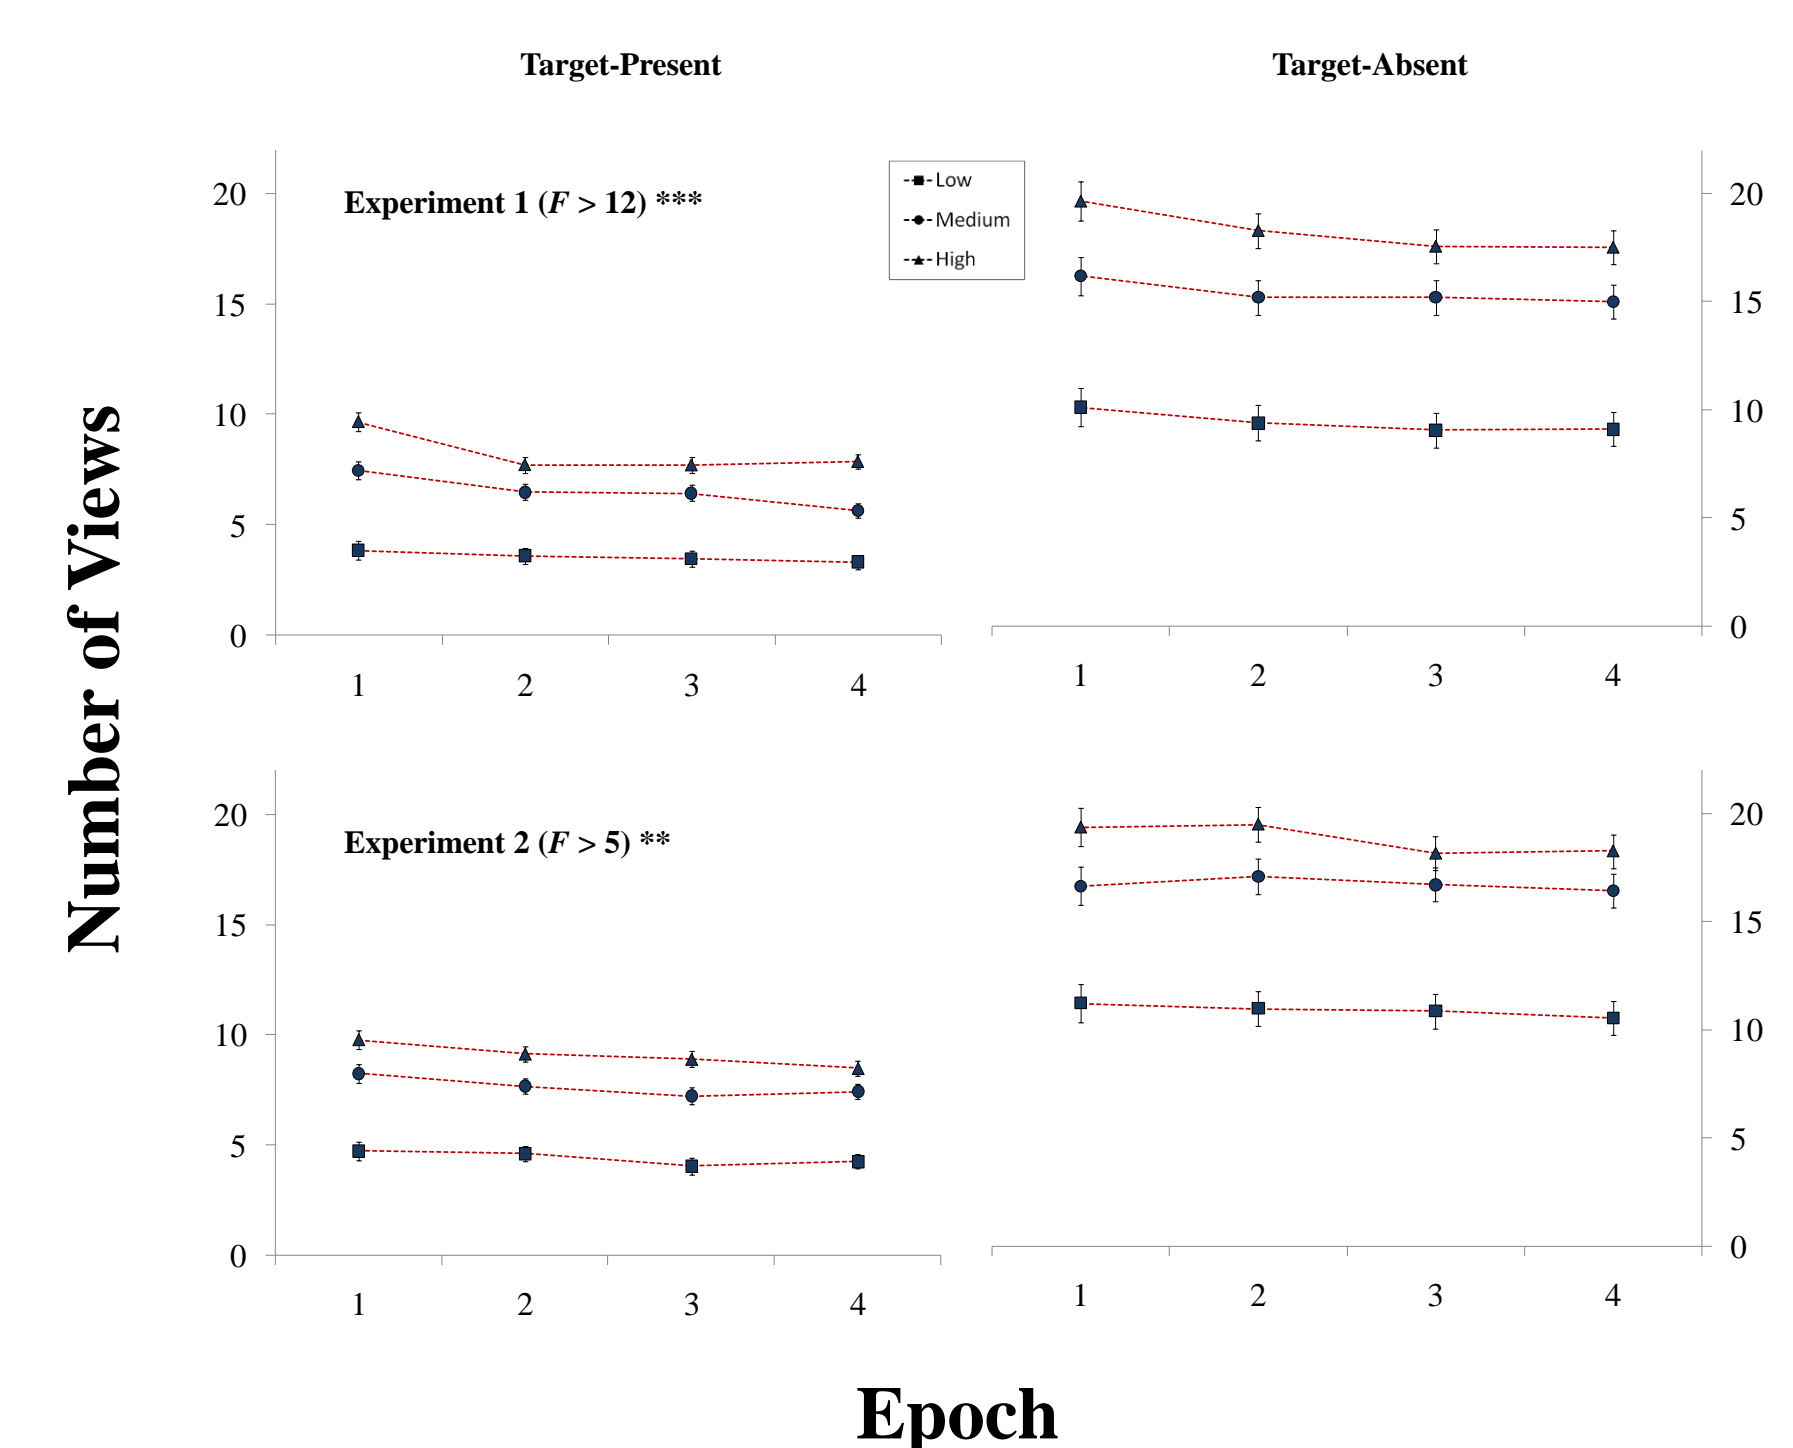 Target-Present
Target-Absent
Experiment 1 (F > 12) ***
Low
Medium
High
20
15
10
5
0
1 2 3 4
20
15
10
5
0
1 2 3 4
Number of Views
Experiment 2 (F > 5) **
20
15
10
5
0
1 2 3 4
20
15
10
5
0
1 2 3 4
Epoch